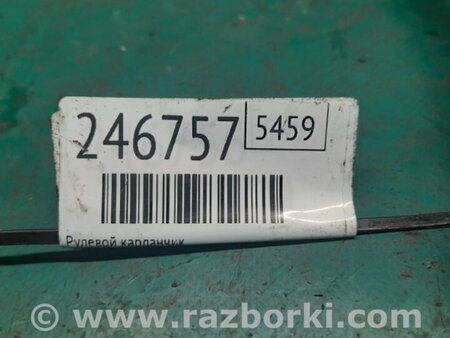 246757 5459
Рулевой карданчик
© www.razborki.com